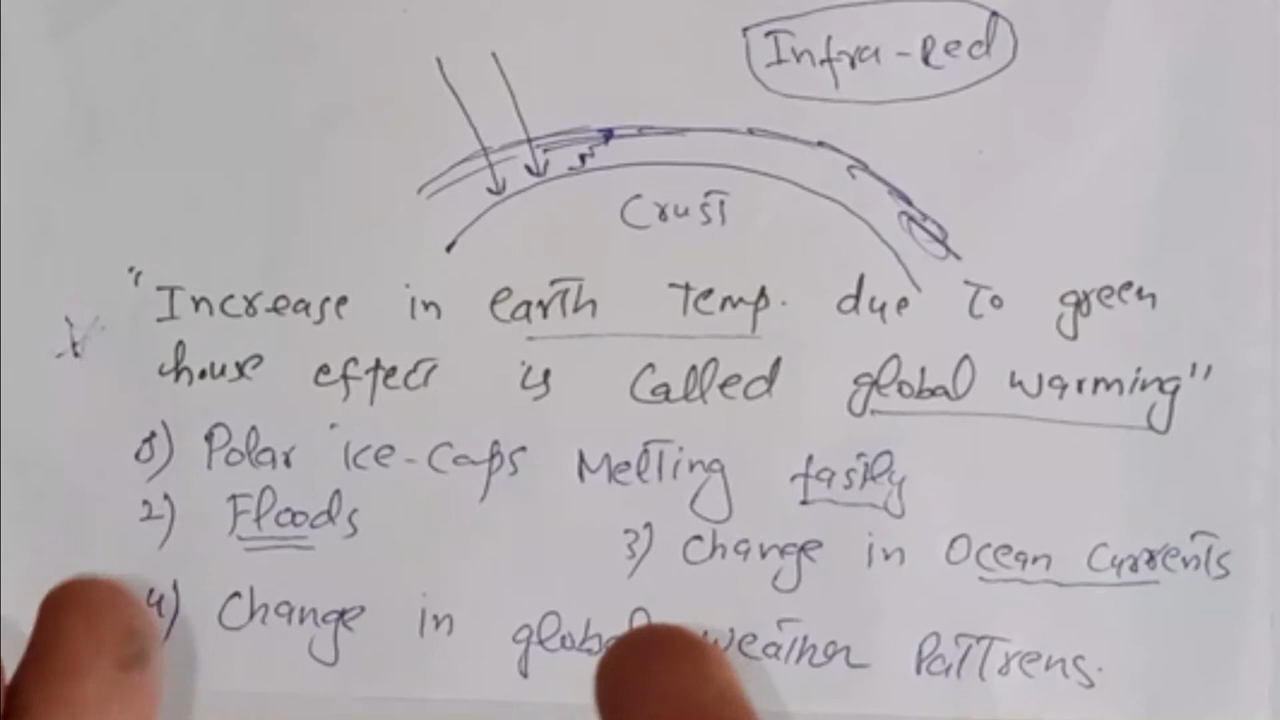 Infra-Red
Crust
"Increase in earth temp. due to green
house effect is called global warming"
1) Polar ice-caps Melting fastly
2) Floods
3) Change in Ocean Currents
4) Change in global weather Pattrens.